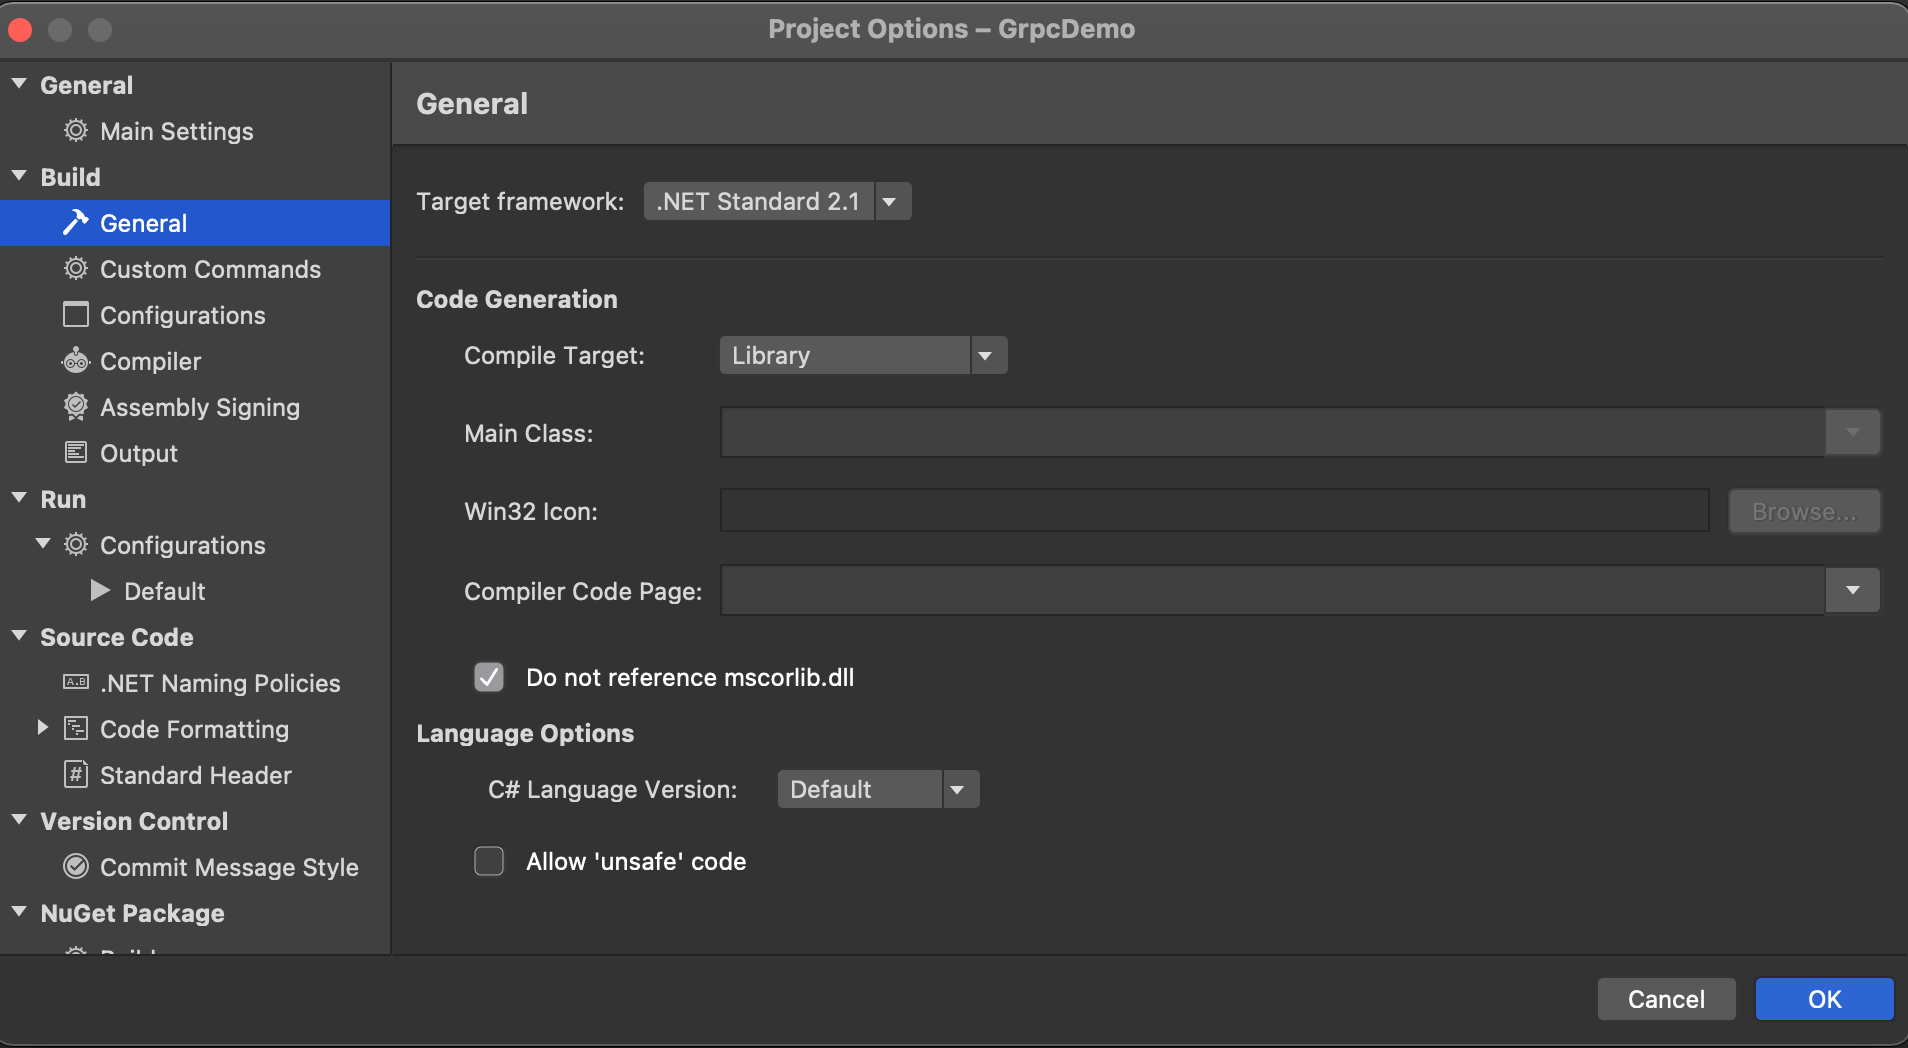 Project Options – GrpcDemo
General
Main Settings
Build
General
Custom Commands
Configurations
Compiler
Assembly Signing
Output
Run
Configurations
Default
Source Code
.NET Naming Policies
Code Formatting
Standard Header
Version Control
Commit Message Style
NuGet Package
General
Target framework: .NET Standard 2.1
Code Generation
Compile Target: Library
Main Class:
Win32 Icon: Browse...
Compiler Code Page:
Do not reference mscorlib.dll
Language Options
C# Language Version: Default
Allow 'unsafe' code
Cancel OK